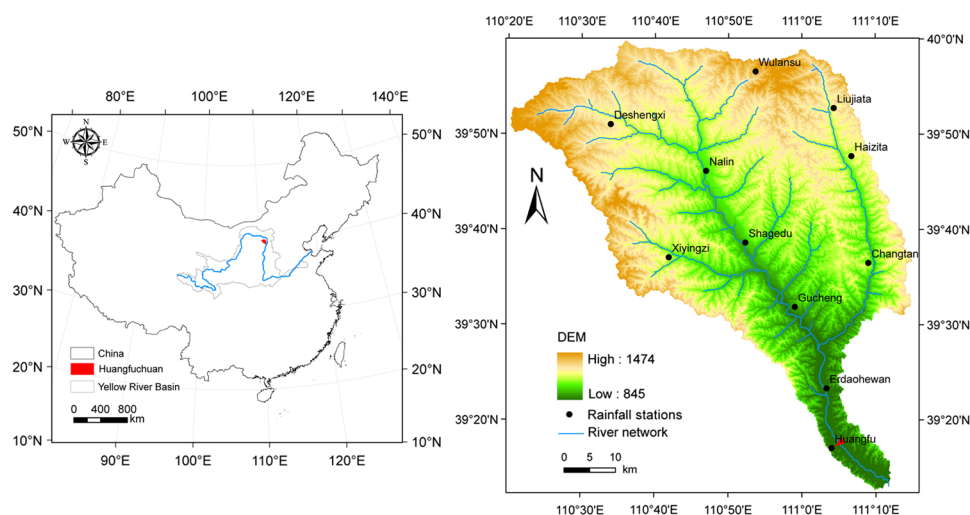 80°E 100°E 120°E 140°E
50°N
40°N
30°N
20°N
10°N
50°N
40°N
30°N
20°N
10°N
N
W
E
S
China
Huangfuchuan
Yellow River Basin
0 400 800
km
90°E 100°E 110°E 120°E
110°20'E 110°30'E 110°40'E 110°50'E 111°0'E 111°10'E
39°50'N
39°40'N
39°30'N
39°20'N
40°0'N
39°50'N
39°40'N
39°30'N
39°20'N
Wulansu
Liujiata
Deshengxi
Haizita
Nalin
N
Shagedu
Xiyingzi
Changtan
Gucheng
Erdaohewan
Huangfu
DEM
High : 1474
Low : 845
Rainfall stations
River network
0 5 10
km
110°30'E 110°40'E 110°50'E 111°0'E 111°10'E